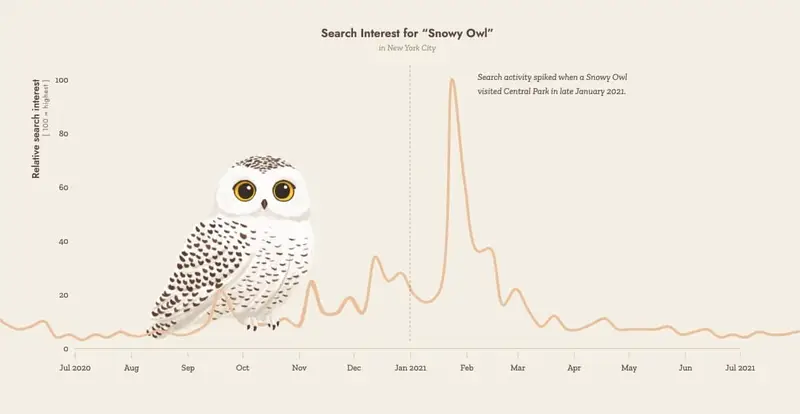 Search Interest for “Snowy Owl”
in New York City
Search activity spiked when a Snowy Owl
visited Central Park in late January 2021.
Relative search interest
[ 100 = highest ]
100
80
60
40
20
0
Jul 2020 Aug Sep Oct Nov Dec Jan 2021 Feb Mar Apr May Jun Jul 2021